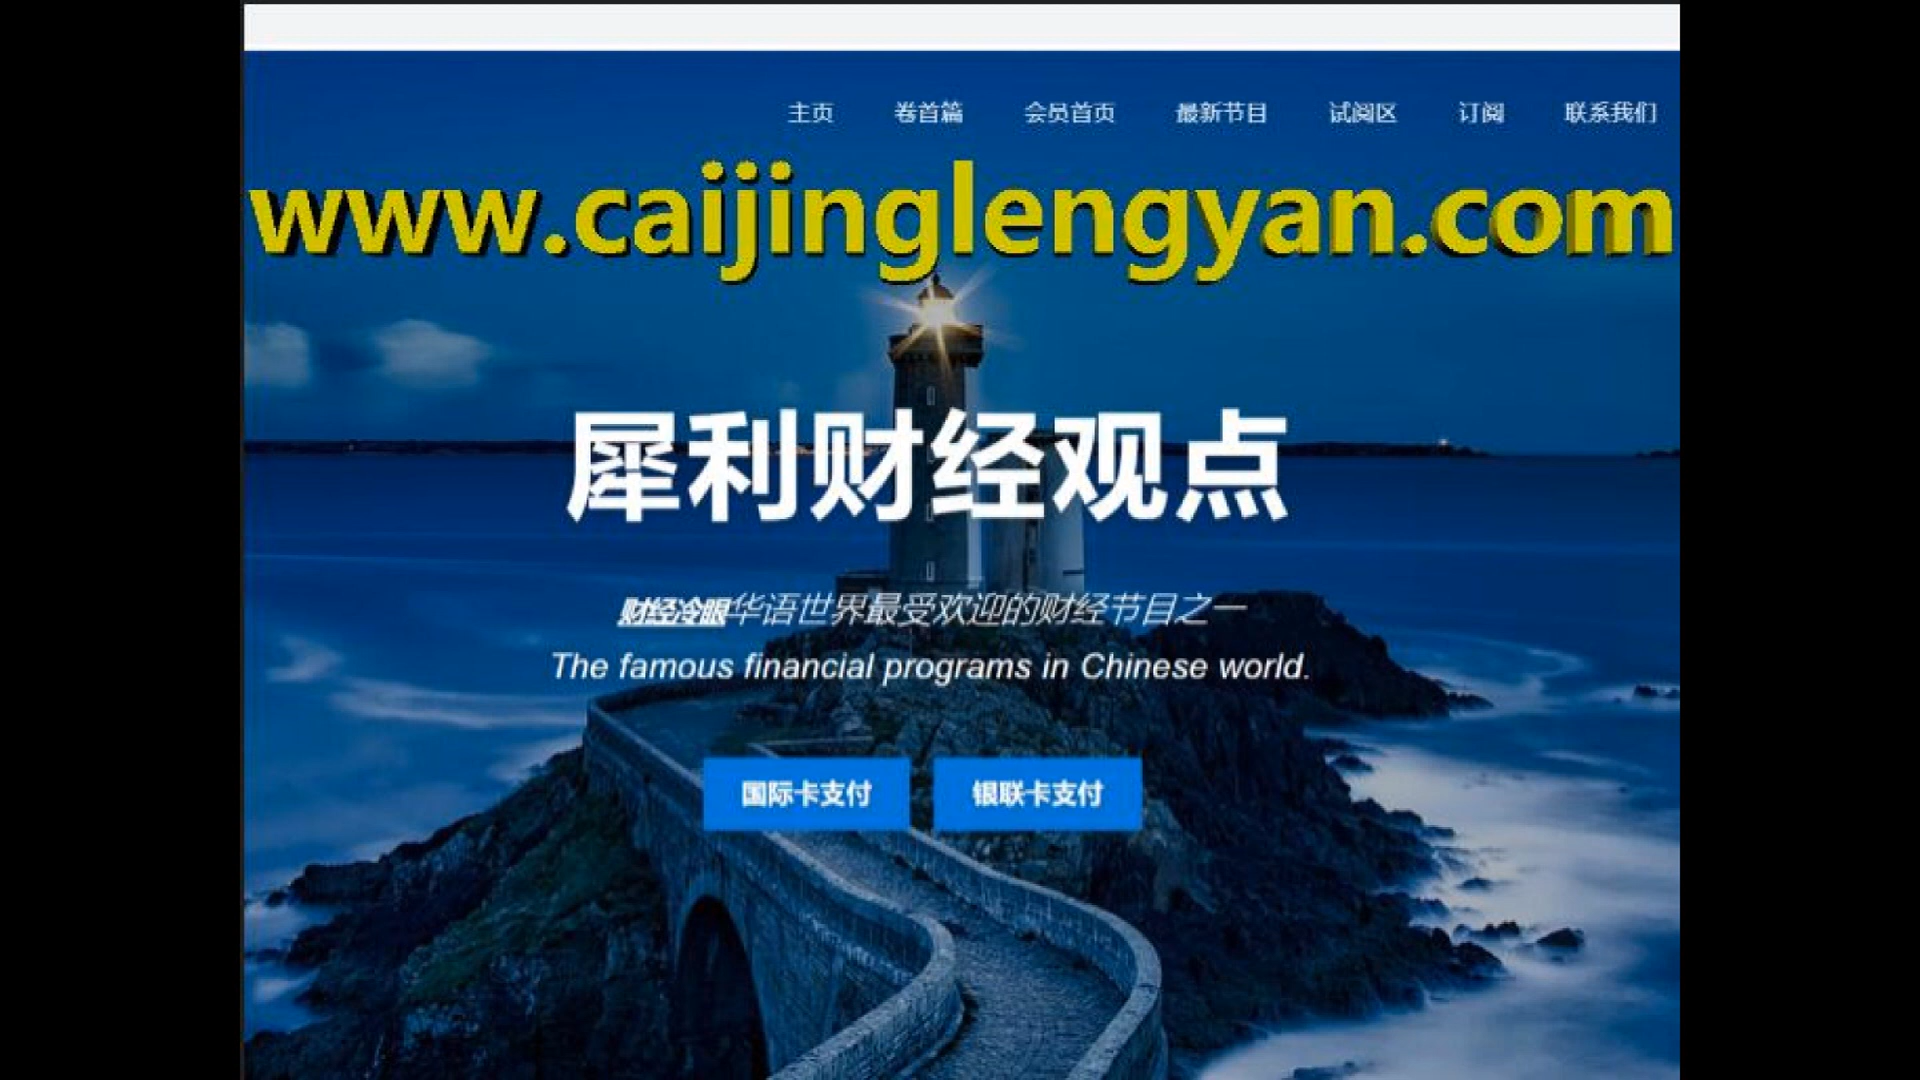 主页 卷首篇 会员首页 最新节目 试阅区 订阅 联系我们
www.caijinglengyan.com
犀利财经观点
财经冷眼华语世界最受欢迎的财经节目之一
The famous financial programs in Chinese world.
国际卡支付 银联卡支付